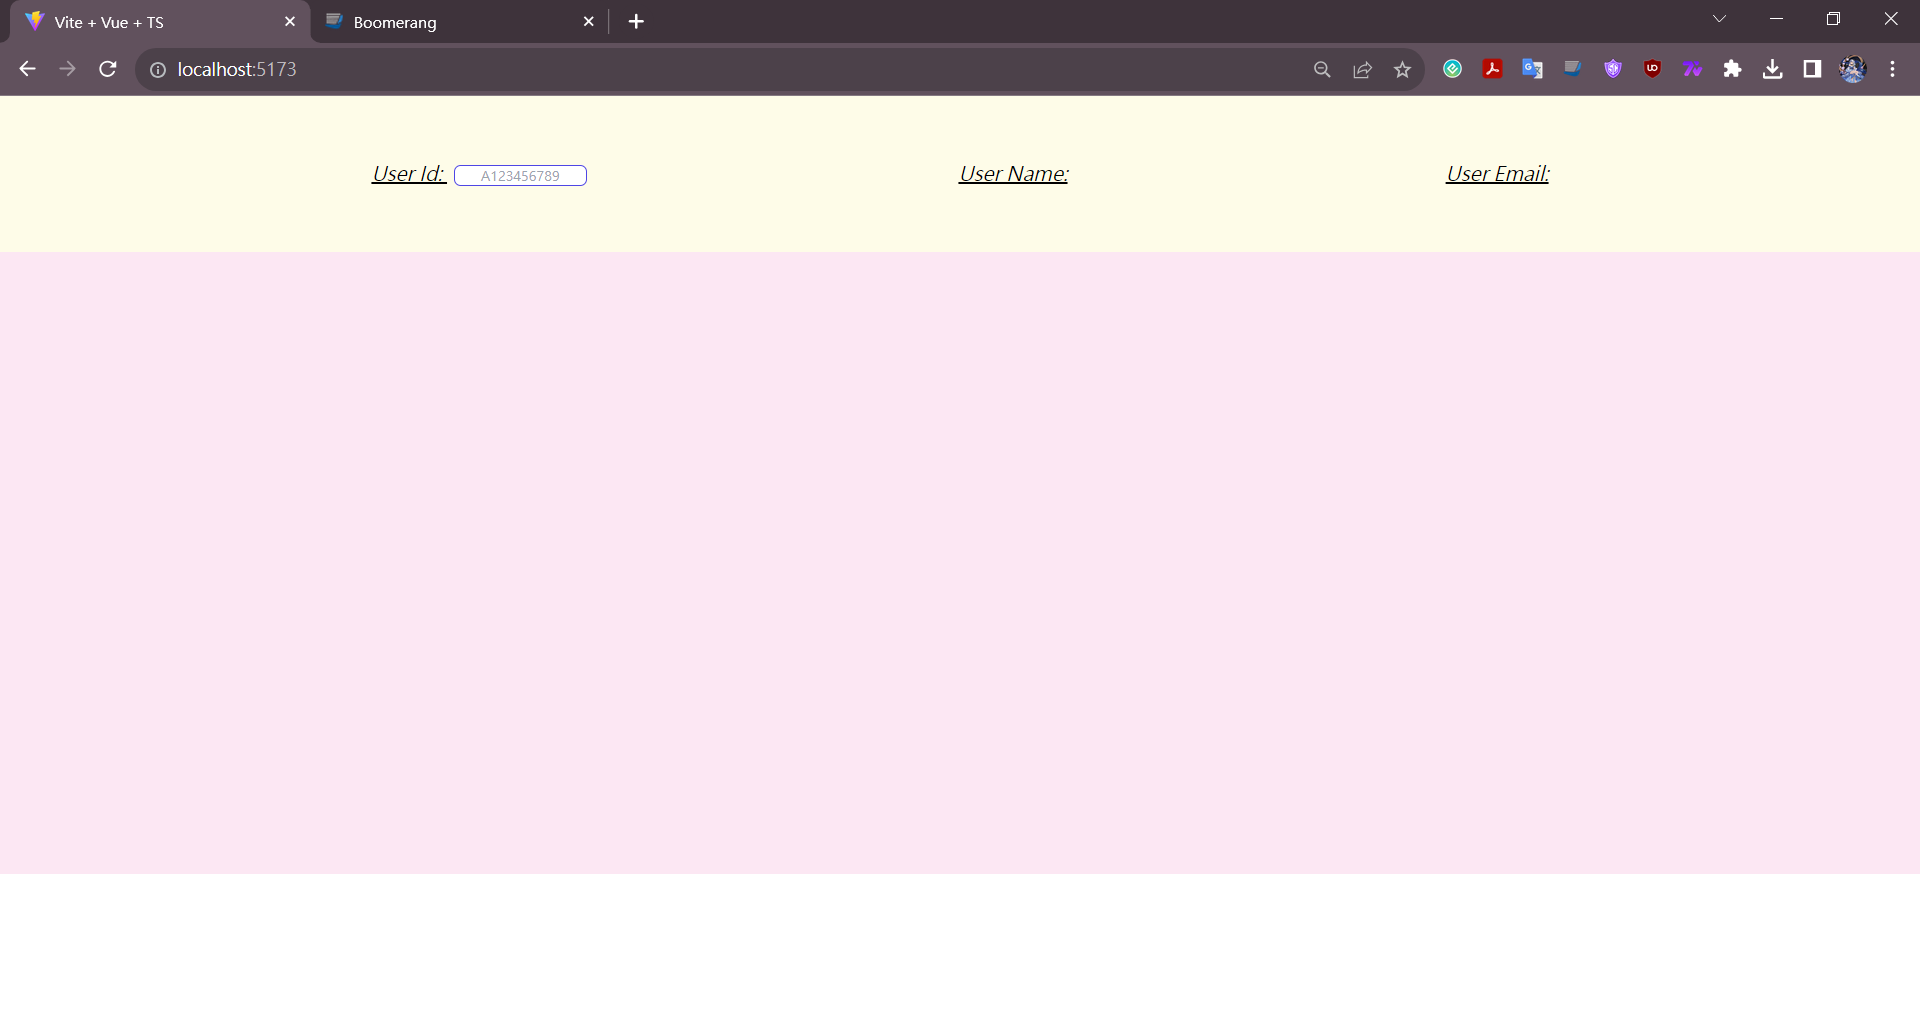 Vite + Vue + TS
Boomerang
localhost:5173
User Id: A123456789 User Name: User Email: